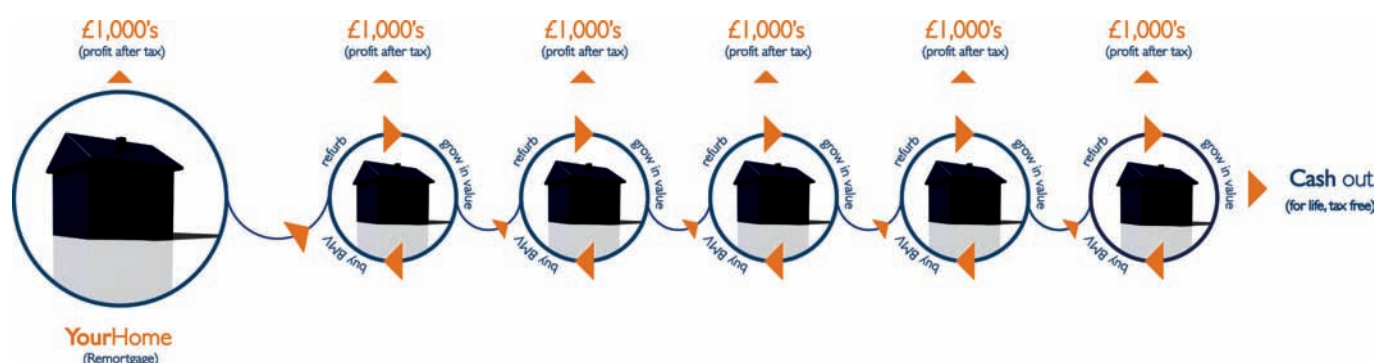 £1,000's
(profit after tax)
£1,000's
(profit after tax)
£1,000's
(profit after tax)
£1,000's
(profit after tax)
£1,000's
(profit after tax)
£1,000's
(profit after tax)
refurb
grow in value
buy BMV
refurb
grow in value
buy BMV
refurb
grow in value
buy BMV
refurb
grow in value
buy BMV
refurb
grow in value
buy BMV
Cash out
(for life, tax free)
YourHome
(Remortgage)